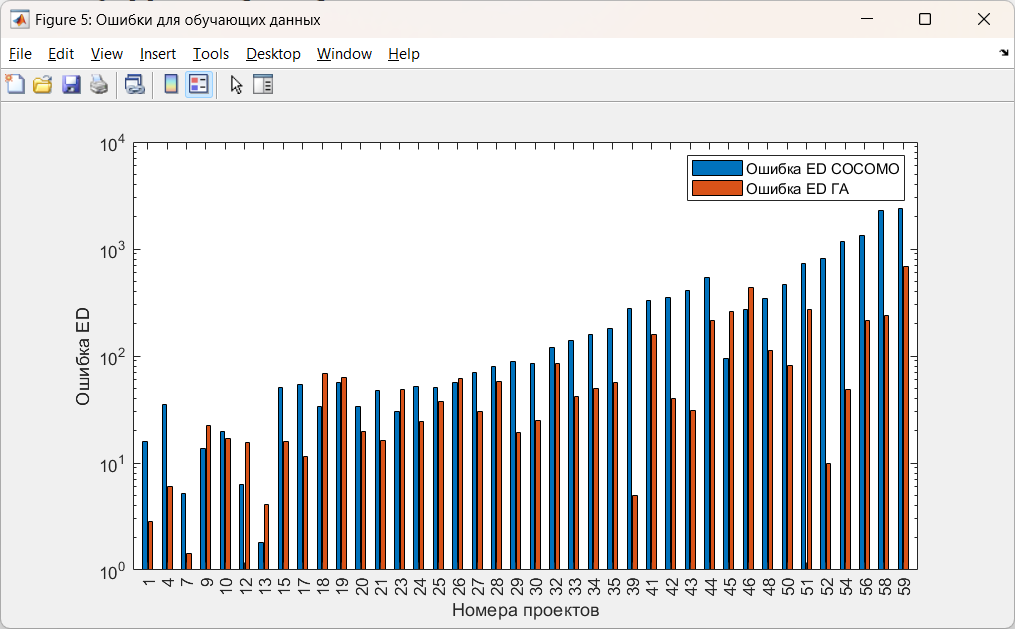 Figure 5: Ошибки для обучающих данных
File Edit View Insert Tools Desktop Window Help
10^4
10^3
10^2
10^1
10^0
Ошибка ED
Ошибка ED COCOMO
Ошибка ED ГА
1 4 7 9 10 12 13 15 17 18 19 20 21 23 24 25 26 27 28 29 30 32 33 34 35 39 41 42 43 44 45 46 48 50 51 52 54 56 58 59
Номера проектов